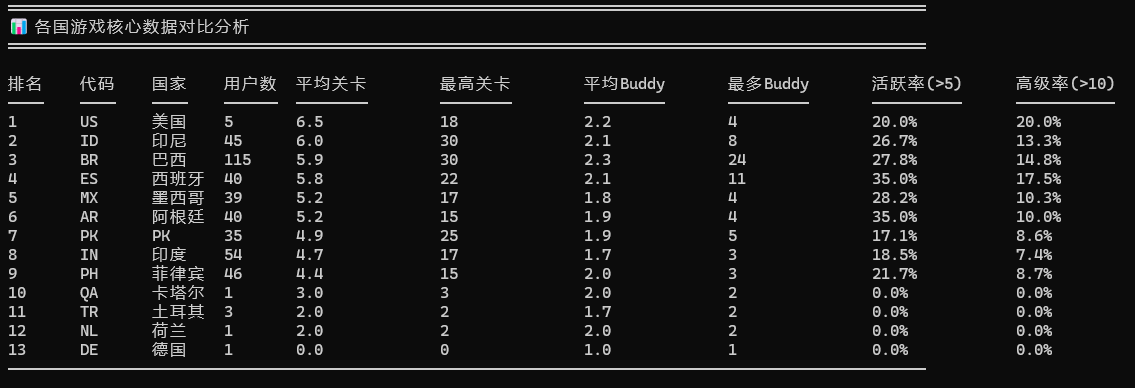 📊 各国游戏核心数据对比分析
排名 代码 国家 用户数 平均关卡 最高关卡 平均Buddy 最多Buddy 活跃率(>5) 高级率(>10)
1 US 美国 5 6.5 18 2.2 4 20.0% 20.0%
2 ID 印尼 45 6.0 30 2.1 8 26.7% 13.3%
3 BR 巴西 115 5.9 30 2.3 24 27.8% 14.8%
4 ES 西班牙 40 5.8 22 2.1 11 35.0% 17.5%
5 MX 墨西哥 39 5.2 17 1.8 4 28.2% 10.3%
6 AR 阿根廷 40 5.2 15 1.9 4 35.0% 10.0%
7 PK PK 35 4.9 25 1.9 5 17.1% 8.6%
8 IN 印度 54 4.7 17 1.7 3 18.5% 7.4%
9 PH 菲律宾 46 4.4 15 2.0 3 21.7% 8.7%
10 QA 卡塔尔 1 3.0 3 2.0 2 0.0% 0.0%
11 TR 土耳其 3 2.0 2 1.7 2 0.0% 0.0%
12 NL 荷兰 1 2.0 2 2.0 2 0.0% 0.0%
13 DE 德国 1 0.0 0 1.0 1 0.0% 0.0%